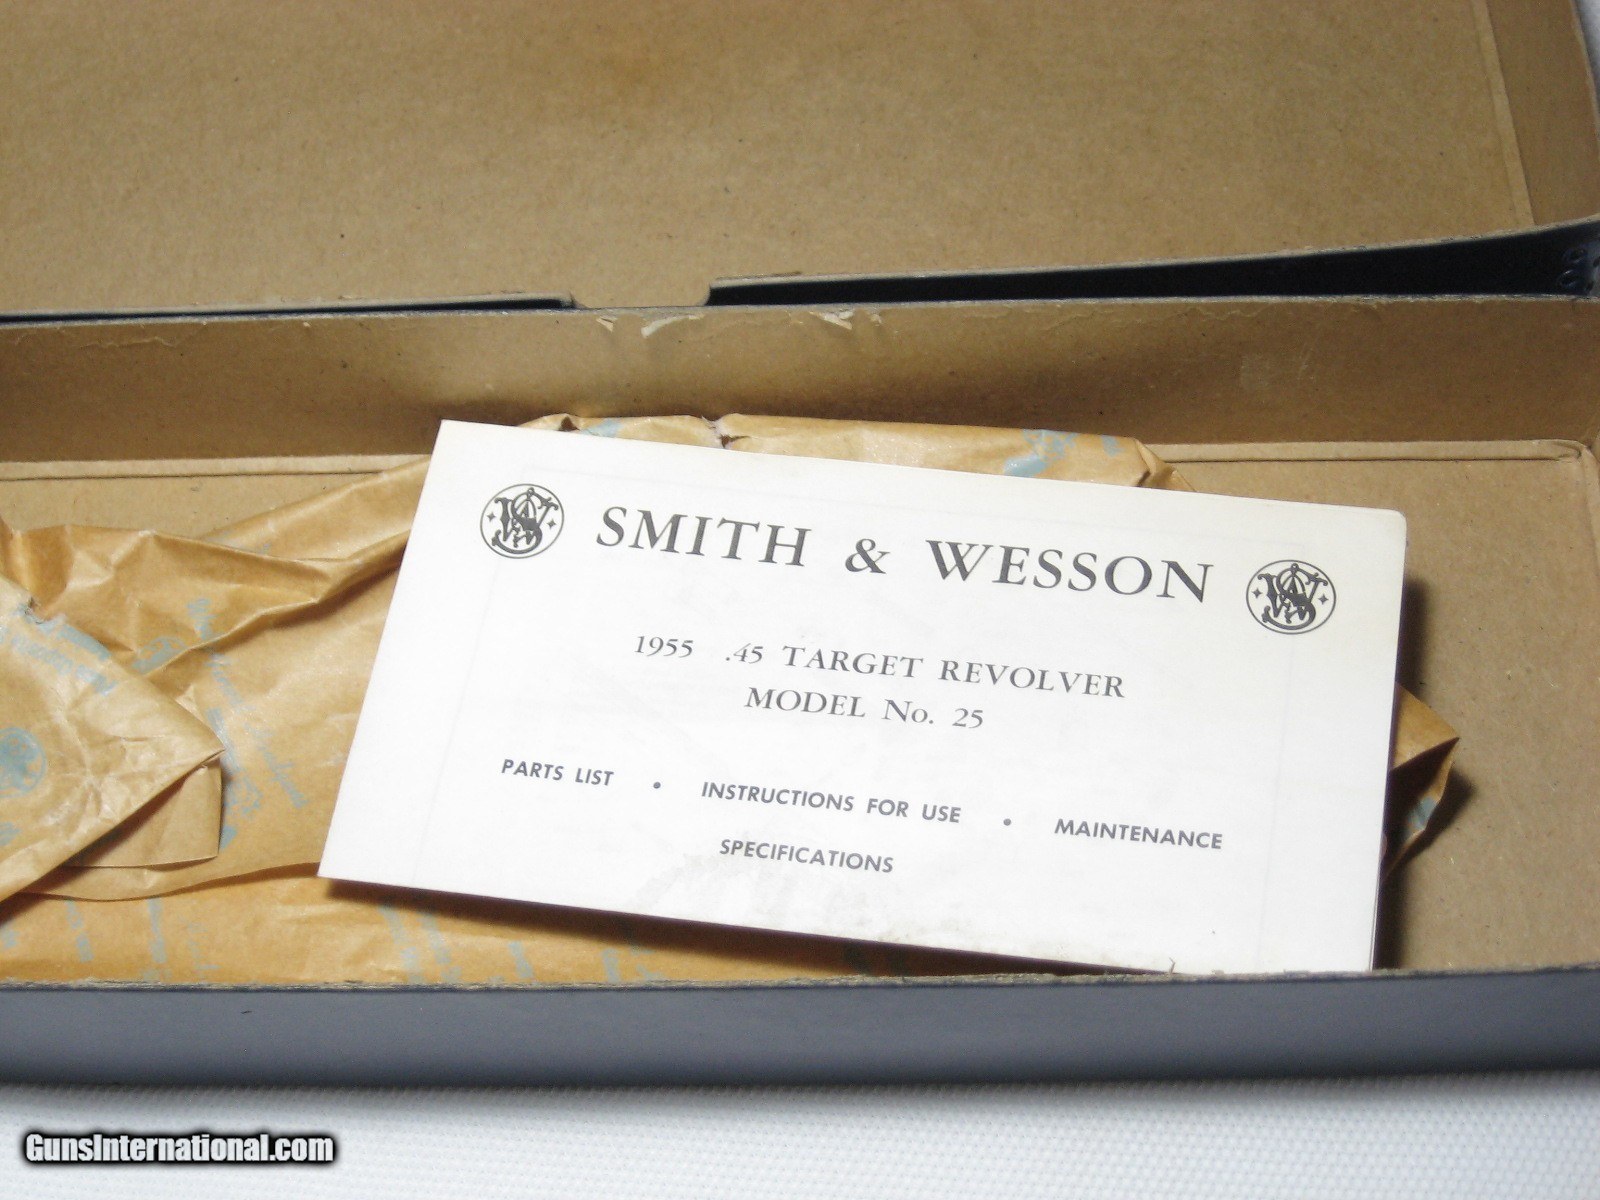 SMITH & WESSON
1955 .45 TARGET REVOLVER
MODEL No. 25
PARTS LIST • INSTRUCTIONS FOR USE • MAINTENANCE
SPECIFICATIONS
GunsInternational.com